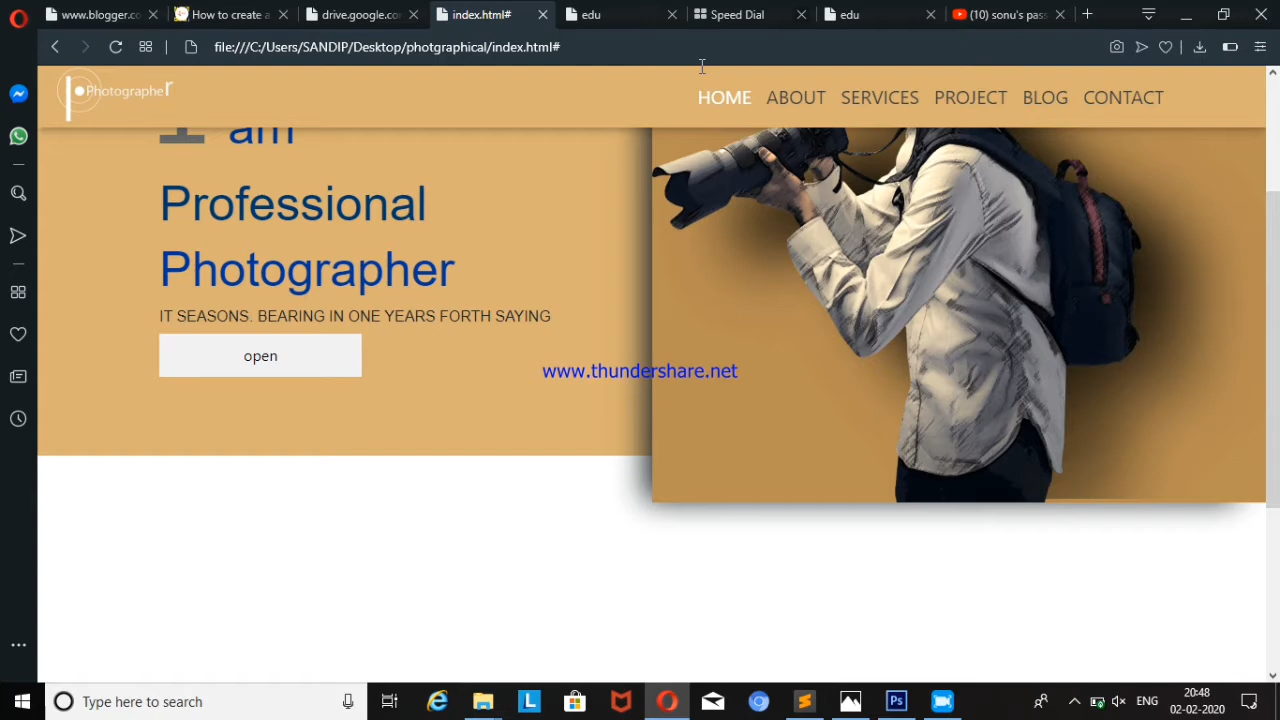 www.blogger.co
How to create a
drive.google.cor
index.html#
edu
Speed Dial
edu
(10) sonu's pass
file:///C:/Users/SANDIP/Desktop/photgraphical/index.html#
Photographer
HOME ABOUT SERVICES PROJECT BLOG CONTACT
I am
Professional
Photographer
IT SEASONS. BEARING IN ONE YEARS FORTH SAYING
open
www.thundershare.net
Type here to search
ENG
20:48
02-02-2020